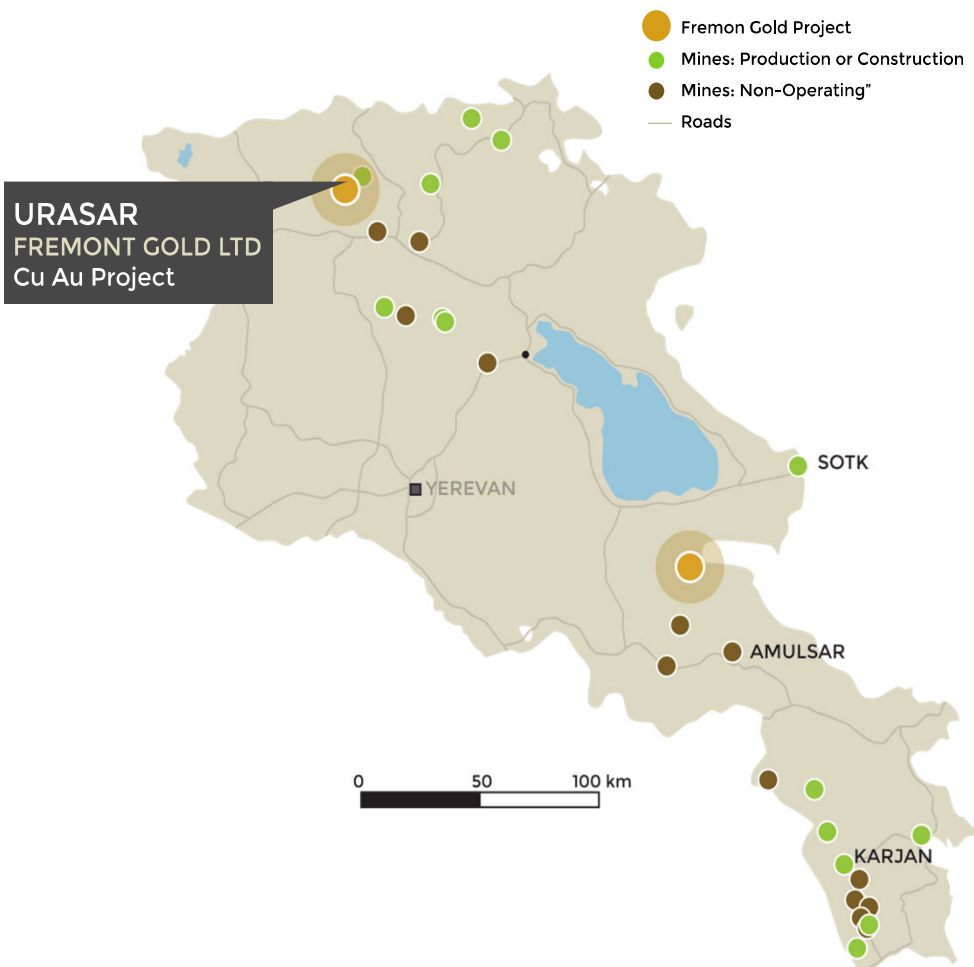 Fremon Gold Project
Mines: Production or Construction
Mines: Non-Operating”
Roads
URASAR
FREMONT GOLD LTD
Cu Au Project
SOTK
YEREVAN
AMULSAR
0 50 100 km
KARJAN